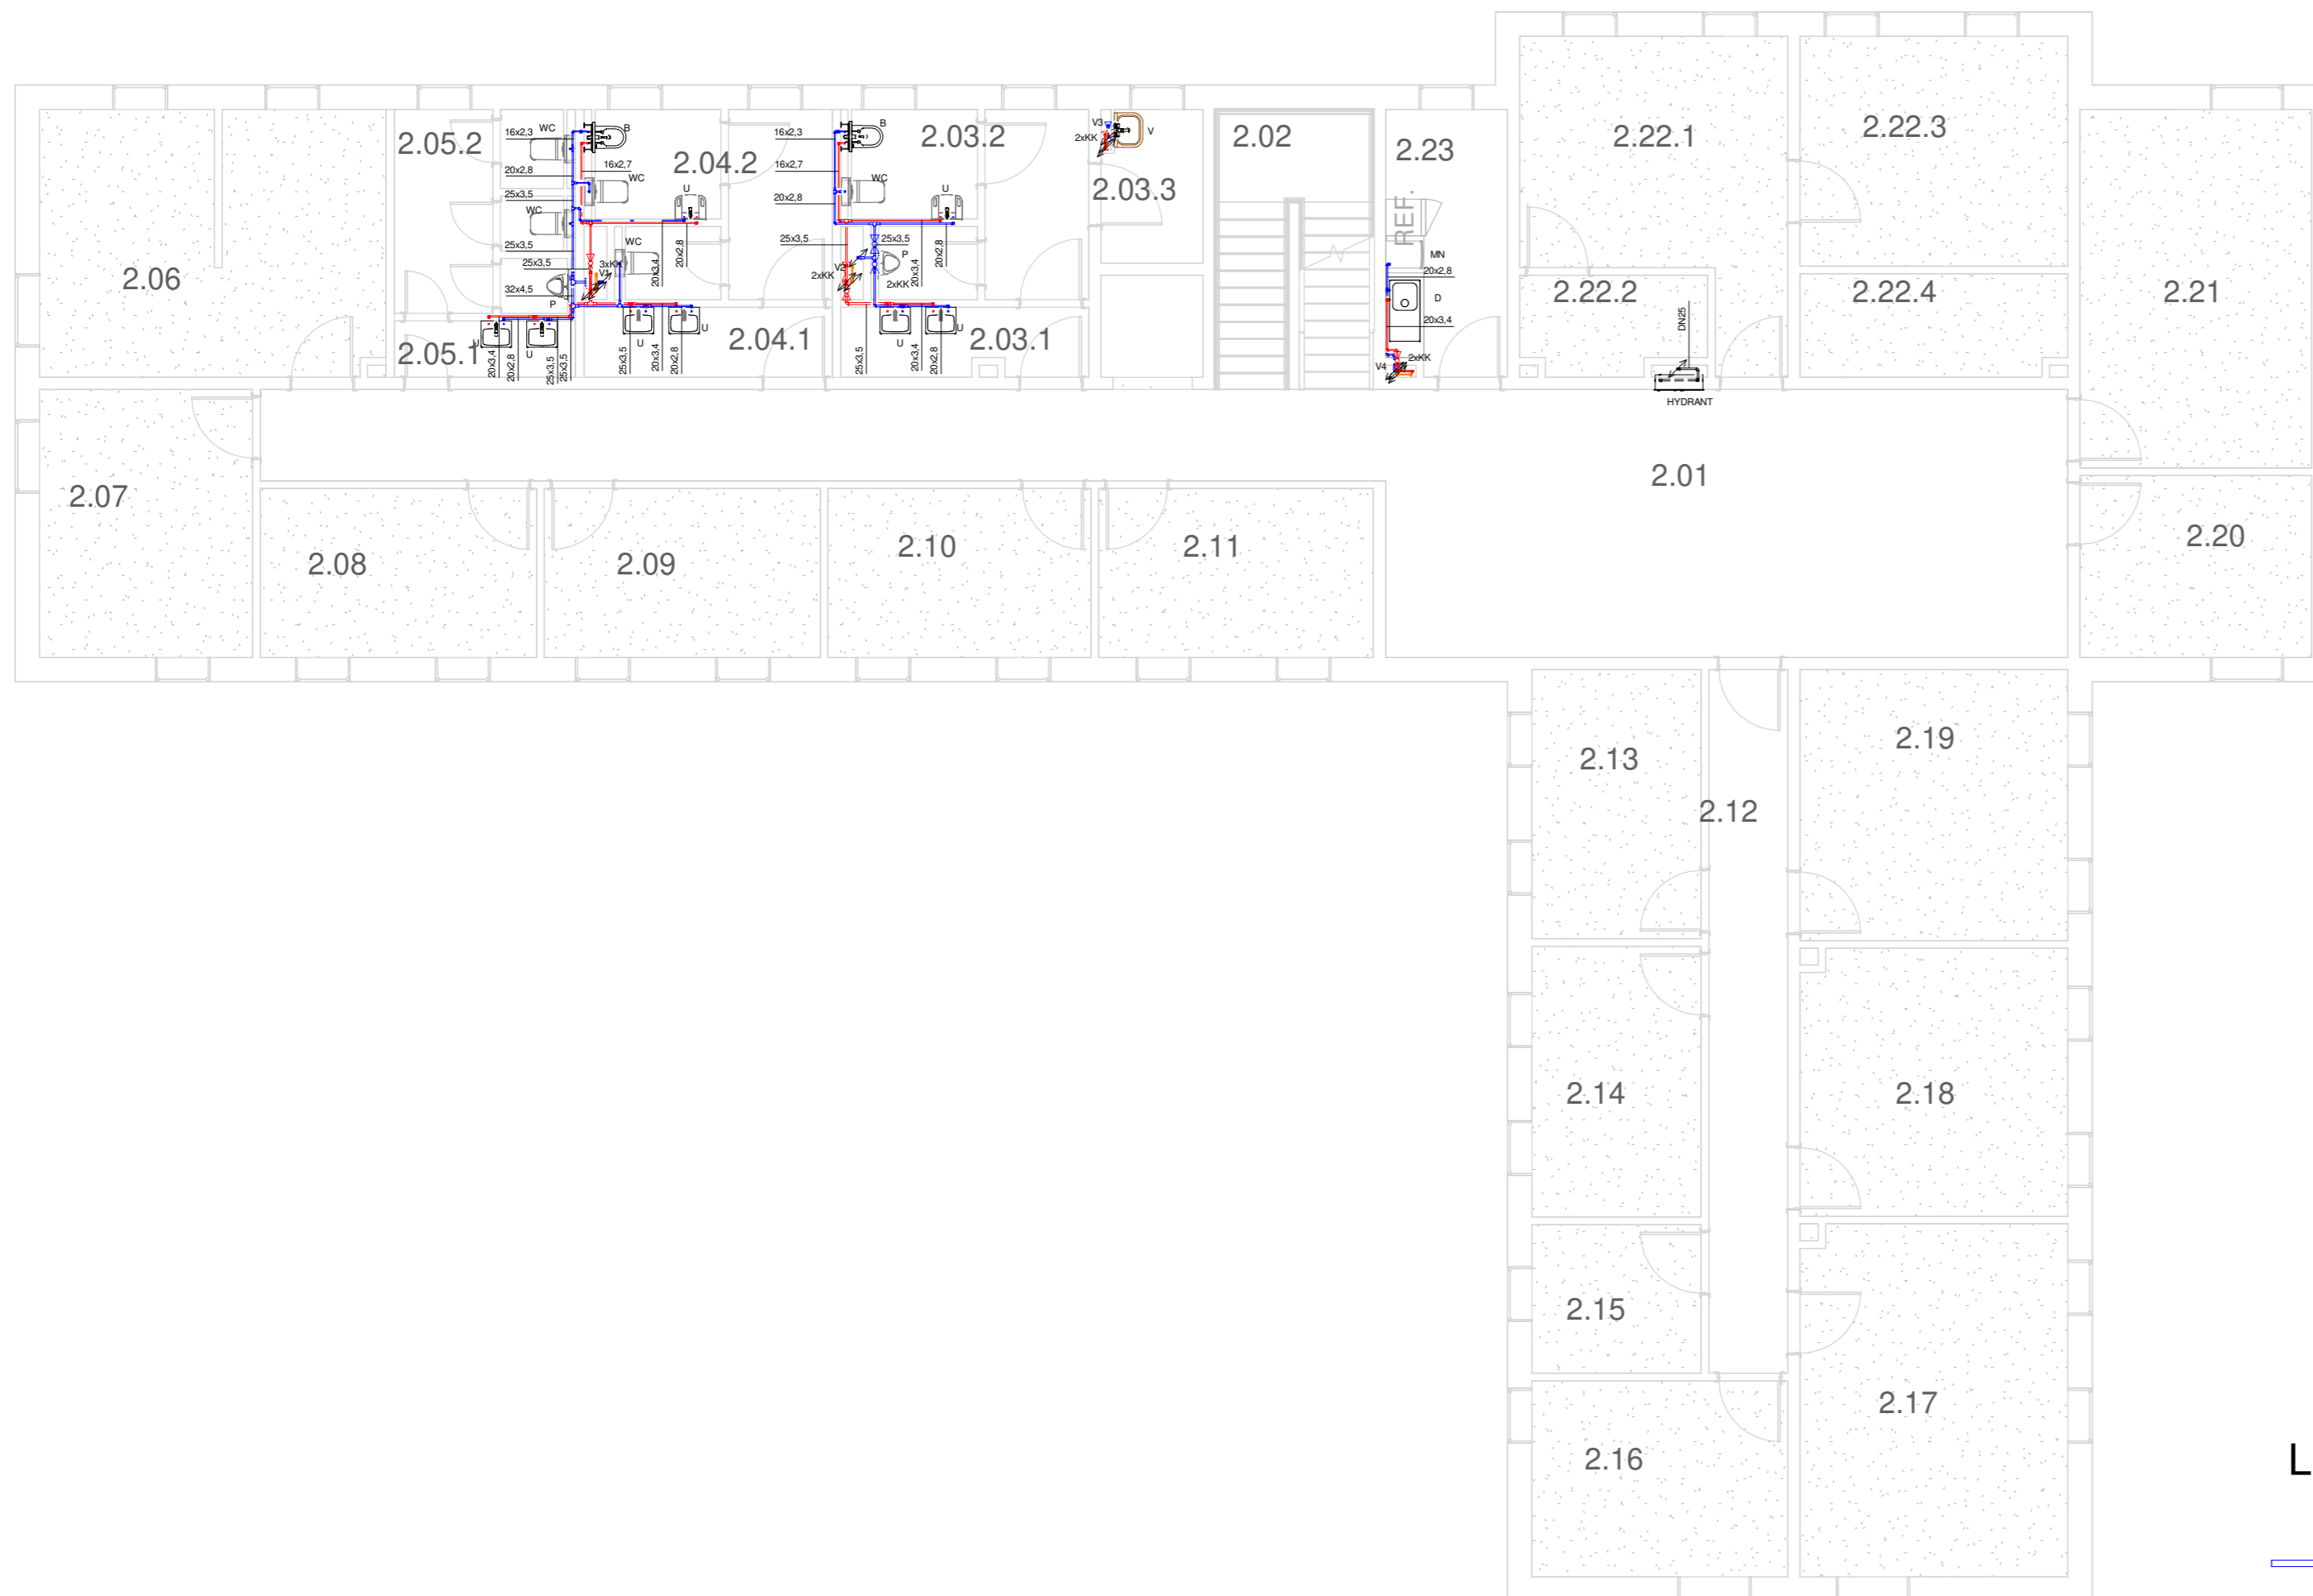 2.05.2
16x2,3
WC
B
2.04.2
16x2,3
B
2.03.2
V3
2xKK
V
2.02
2.23
2.22.1
2.22.3
20x2,8
16x2,7
WC
U
16x2,7
WC
U
2.03.3
25x3,5
WC
20x2,8
REF.
2.06
25x3,5
WC
20x3,4
20x2,8
25x3,5
25x3,5
P
20x3,4
20x2,8
MN
25x3,5
3xKK
V1
V2
2xKK
2xKK
20x2,8
D
20x3,4
32x4,5
P
2.22.2
2.22.4
2.21
DN25
2.05.1
U
U
20x3,4
20x2,8
25x3,5
25x3,5
U
U
25x3,5
20x3,4
20x2,8
2.04.1
25x3,5
U
U
20x3,4
20x2,8
2.03.1
V4
2xKK
HYDRANT
2.07
2.01
2.08
2.09
2.10
2.11
2.20
2.13
2.19
2.12
2.14
2.18
2.15
2.17
2.16
L